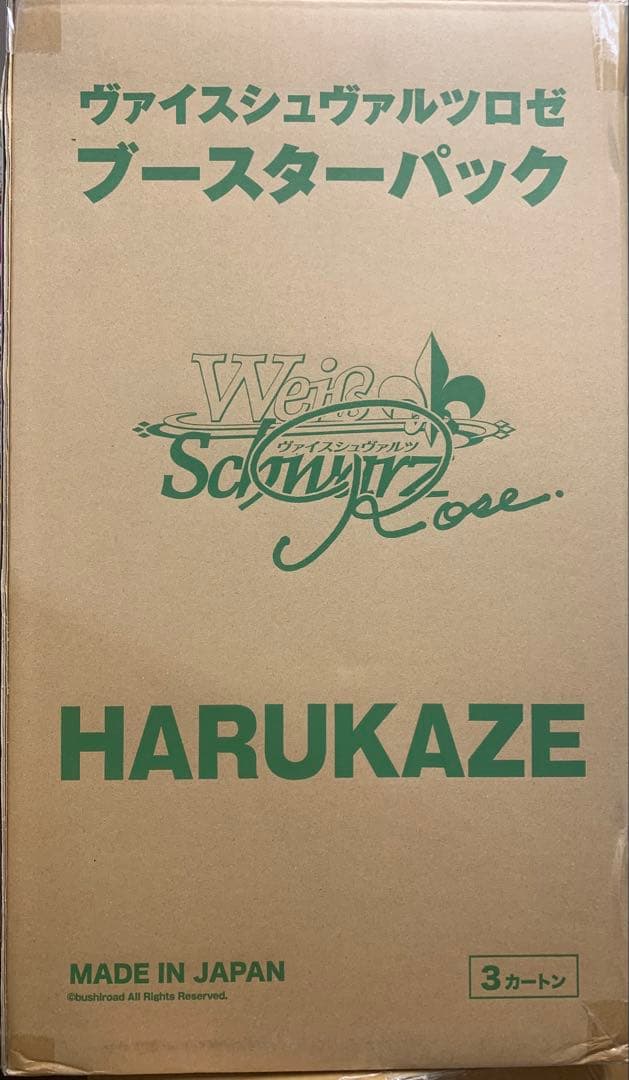 ヴァイスシュヴァルツロゼ
ブースターパック
Weiß
ヴァイスシュヴァルツ
Schwarz
Rose.
HARUKAZE
MADE IN JAPAN
©bushiroad All Rights Reserved.
3カートン